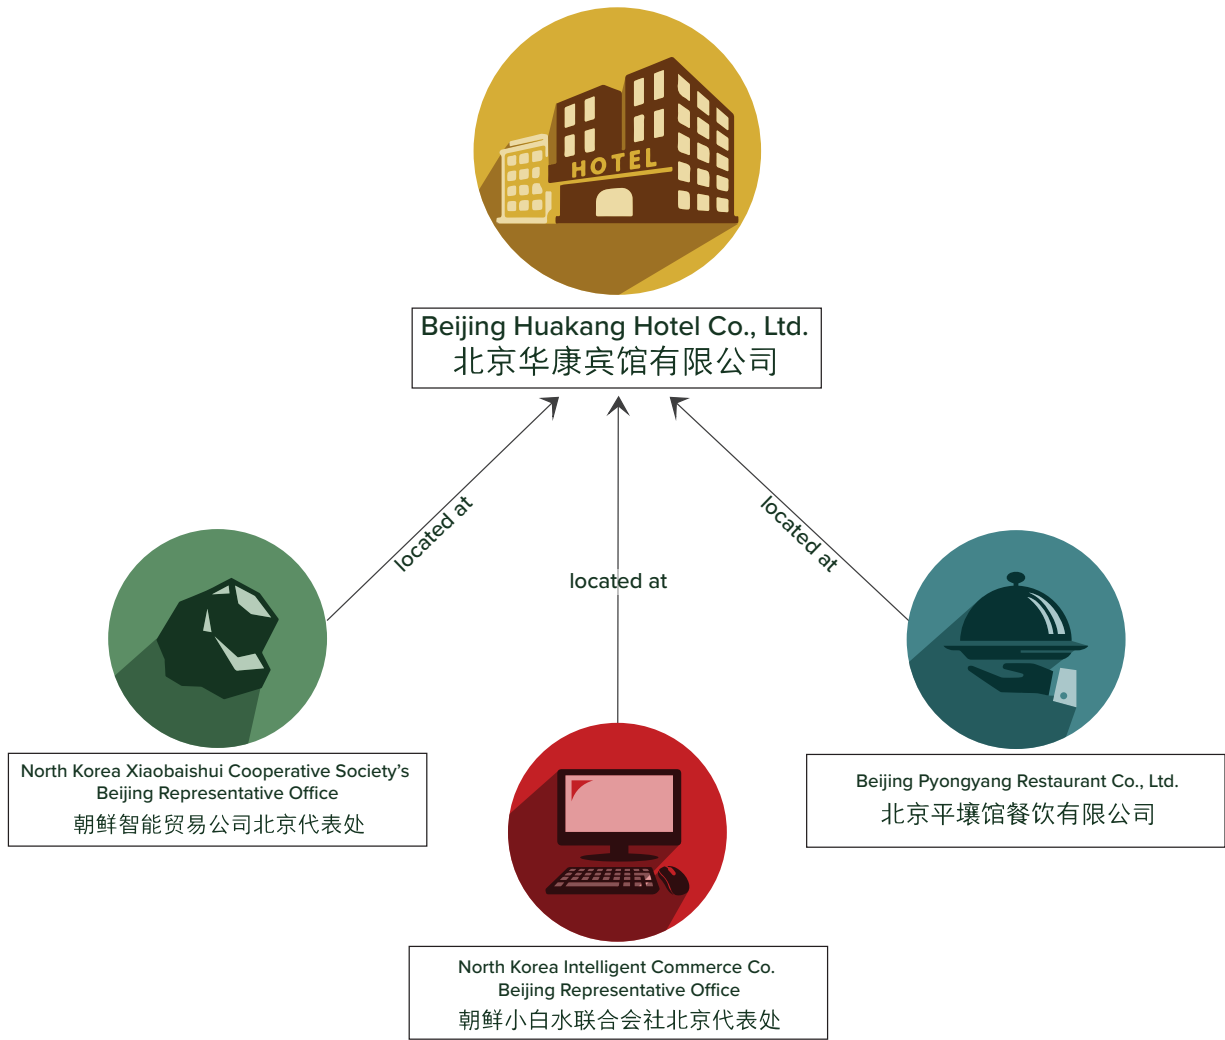 HOTEL
Beijing Huakang Hotel Co., Ltd.
北京华康宾馆有限公司
located at
located at
located at
North Korea Xiaobaishui Cooperative Society’s
Beijing Representative Office
朝鲜智能贸易公司北京代表处
Beijing Pyongyang Restaurant Co., Ltd.
北京平壤馆餐饮有限公司
North Korea Intelligent Commerce Co.
Beijing Representative Office
朝鲜小白水联合会社北京代表处